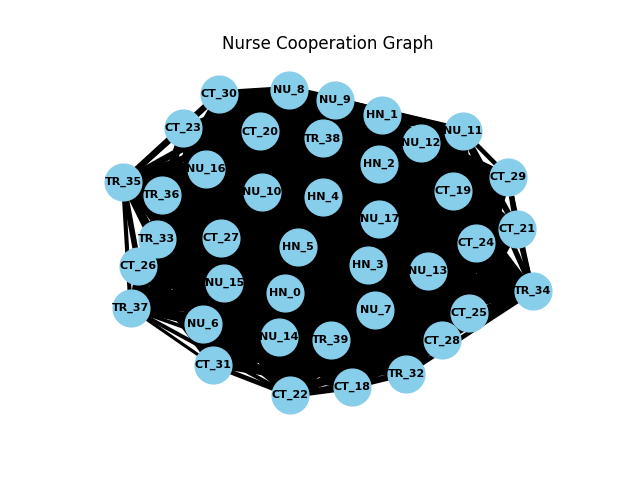 Nurse Cooperation Graph
NU_8
CT_30
NU_9
HN_1
CT_23
CT_20
TR_38
NU_12
NU_11
HN_2
NU_16
CT_29
TR_35
TR_36
NU_10
HN_4
CT_19
NU_17
CT_21
TR_33
CT_27
HN_5
CT_24
CT_26
HN_3
NU_13
NU_15
HN_0
TR_34
TR_37
NU_7
CT_25
NU_6
NU_14
TR_39
CT_28
CT_31
TR_32
CT_18
CT_22